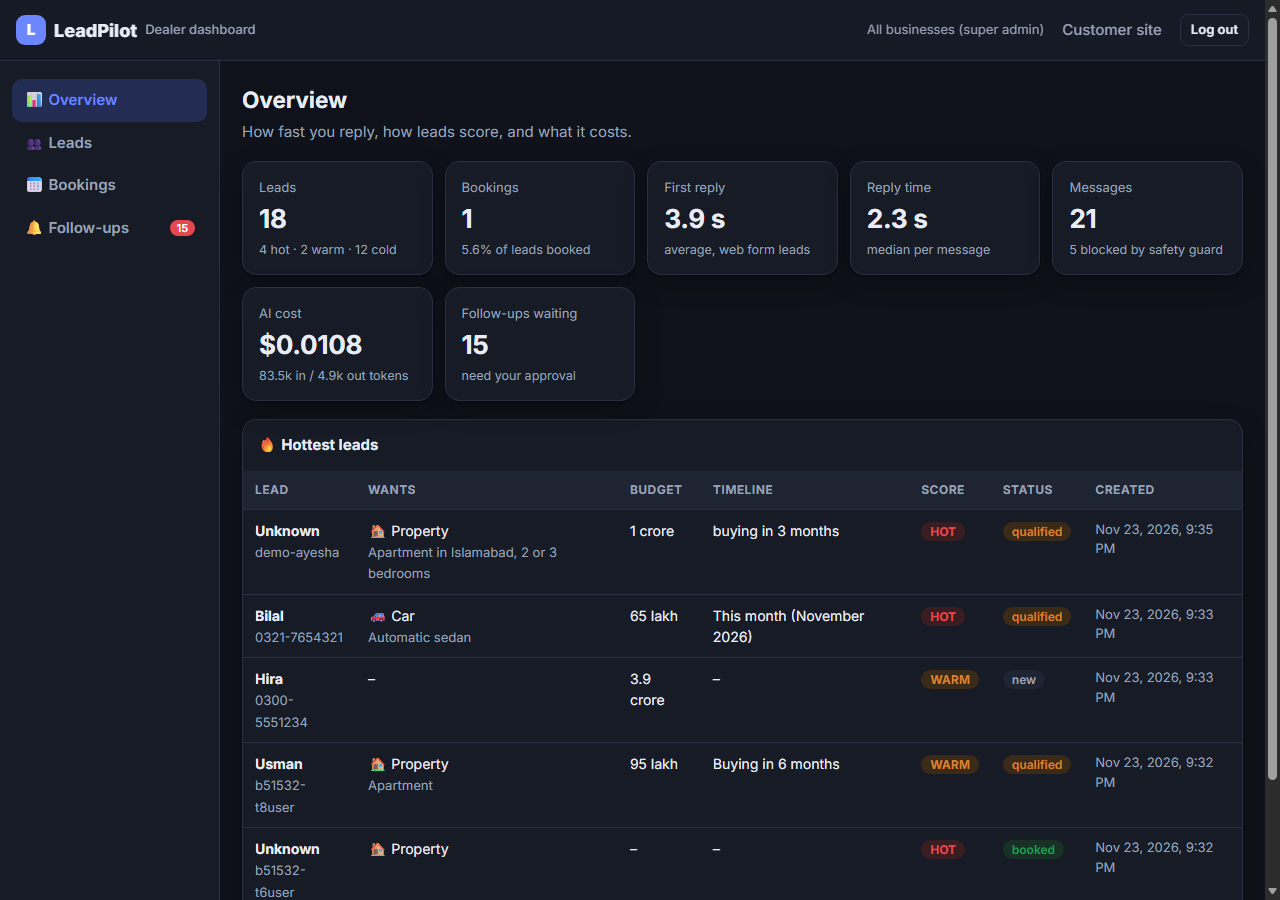 L LeadPilot Dealer dashboard All businesses (super admin) Customer site Log out
Overview
Leads
Bookings
Follow-ups 15
Overview
How fast you reply, how leads score, and what it costs.
Leads
18
4 hot · 2 warm · 12 cold
Bookings
1
5.6% of leads booked
First reply
3.9 s
average, web form leads
Reply time
2.3 s
median per message
Messages
21
5 blocked by safety guard
AI cost
$0.0108
83.5k in / 4.9k out tokens
Follow-ups waiting
15
need your approval
Hottest leads
LEAD WANTS BUDGET TIMELINE SCORE STATUS CREATED
Unknown
demo-ayesha
Property
Apartment in Islamabad, 2 or 3
bedrooms
1 crore
buying in 3 months
HOT
qualified
Nov 23, 2026, 9:35
PM
Bilal
0321-7654321
Car
Automatic sedan
65 lakh
This month (November
2026)
HOT
qualified
Nov 23, 2026, 9:33
PM
Hira
0300-
5551234
–
3.9
crore
–
WARM
new
Nov 23, 2026, 9:33
PM
Usman
b51532-
t8user
Property
Apartment
95 lakh
Buying in 6 months
WARM
qualified
Nov 23, 2026, 9:32
PM
Unknown
b51532-
t6user
Property
–
–
HOT
booked
Nov 23, 2026, 9:32
PM